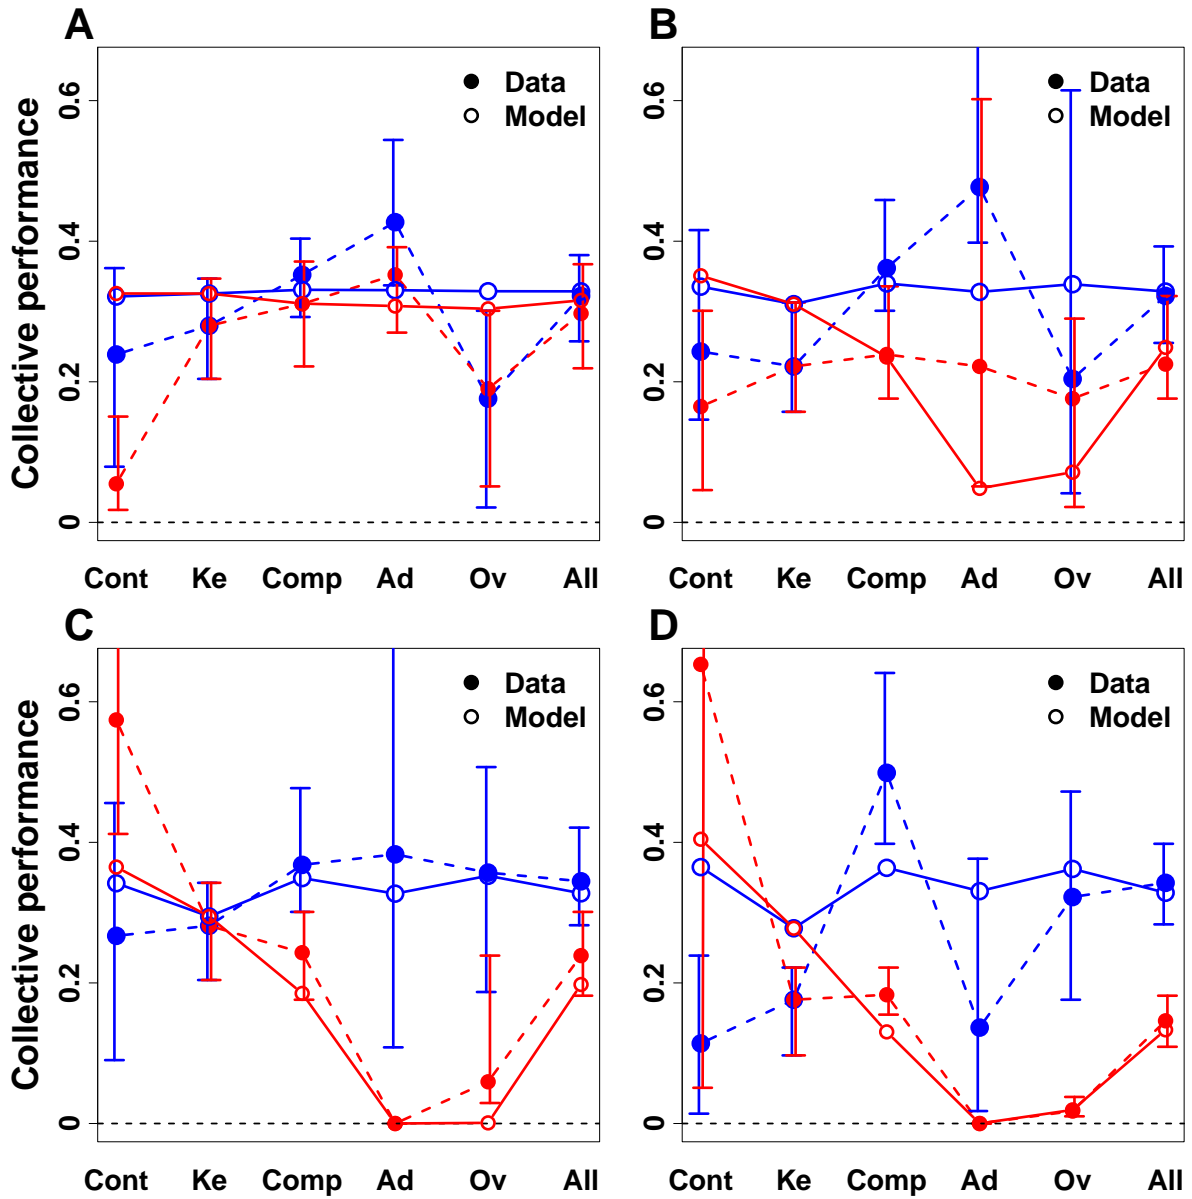 A
Collective performance
0.6
0.4
0.2
0
Data
Model
Cont Ke Comp Ad Ov All
B
0.6
0.4
0.2
0
Data
Model
Cont Ke Comp Ad Ov All
C
Collective performance
0.6
0.4
0.2
0
Data
Model
Cont Ke Comp Ad Ov All
D
0.6
0.4
0.2
0
Data
Model
Cont Ke Comp Ad Ov All